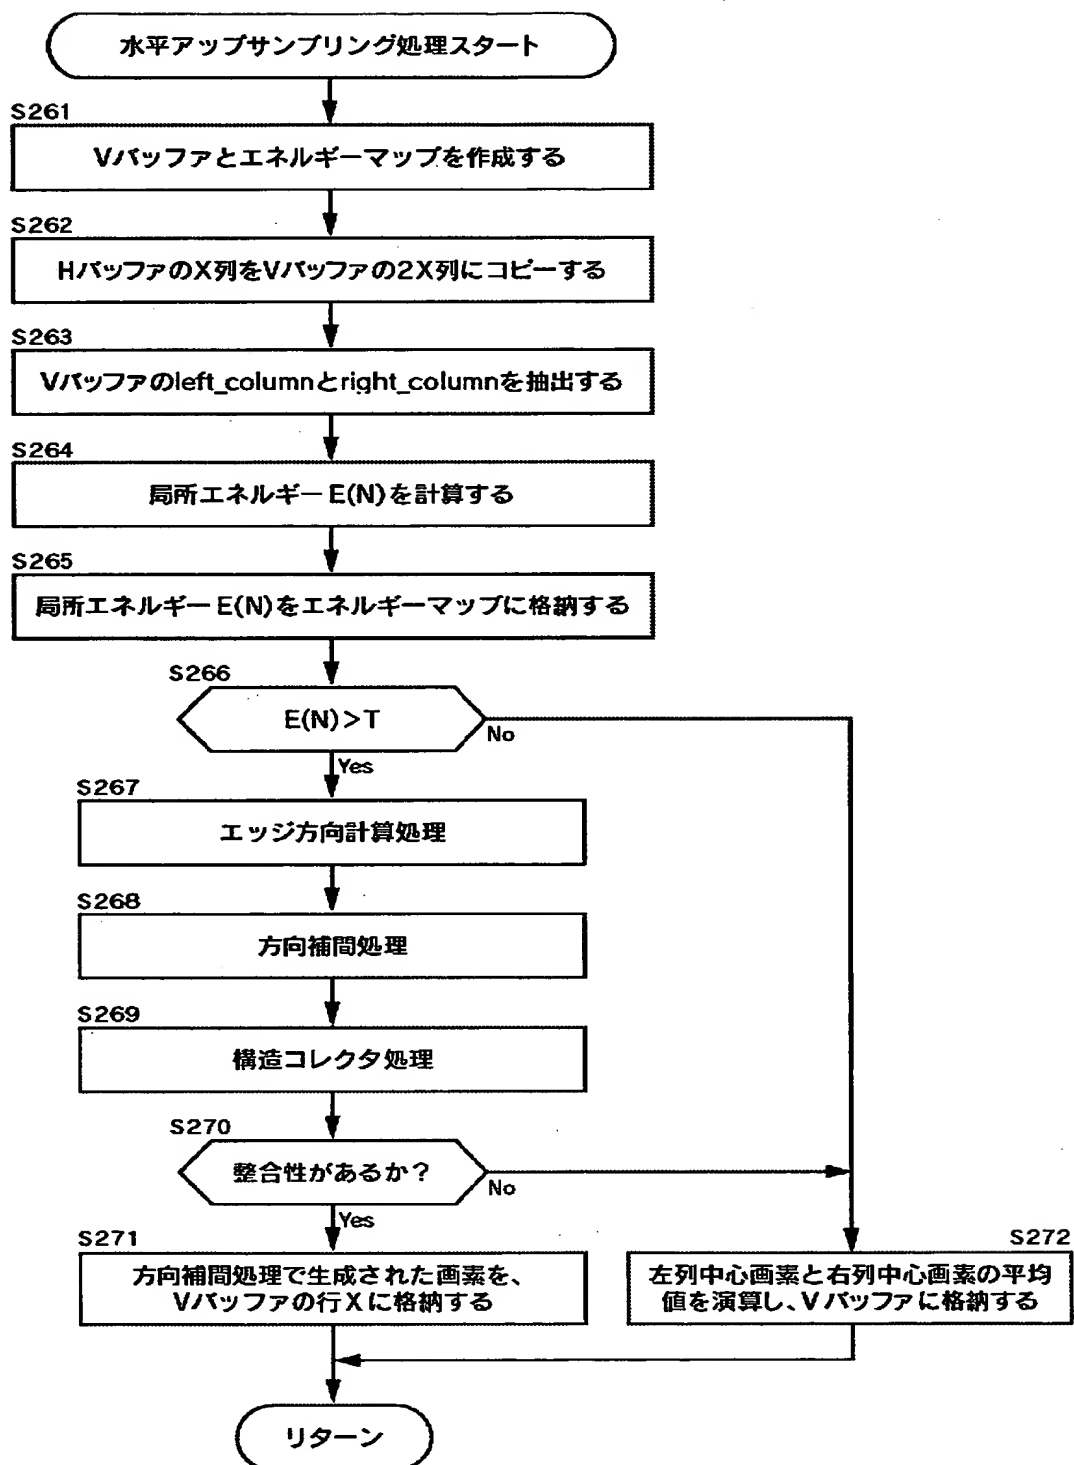 水平アップサンプリング処理スタート
S261
Vバッファとエネルギーマップを作成する
S262
HバッファのX列をVバッファの2X列にコピーする
S263
Vバッファのleft_columnとright_columnを抽出する
S264
局所エネルギーE(N)を計算する
S265
局所エネルギーE(N)をエネルギーマップに格納する
S266
E(N)>T
No
Yes
S267
エッジ方向計算処理
S268
方向補間処理
S269
構造コレクタ処理
S270
整合性があるか？
No
Yes
S271
方向補間処理で生成された画素を、
Vバッファの行Xに格納する
S272
左列中心画素と右列中心画素の平均
値を演算し、Vバッファに格納する
リターン